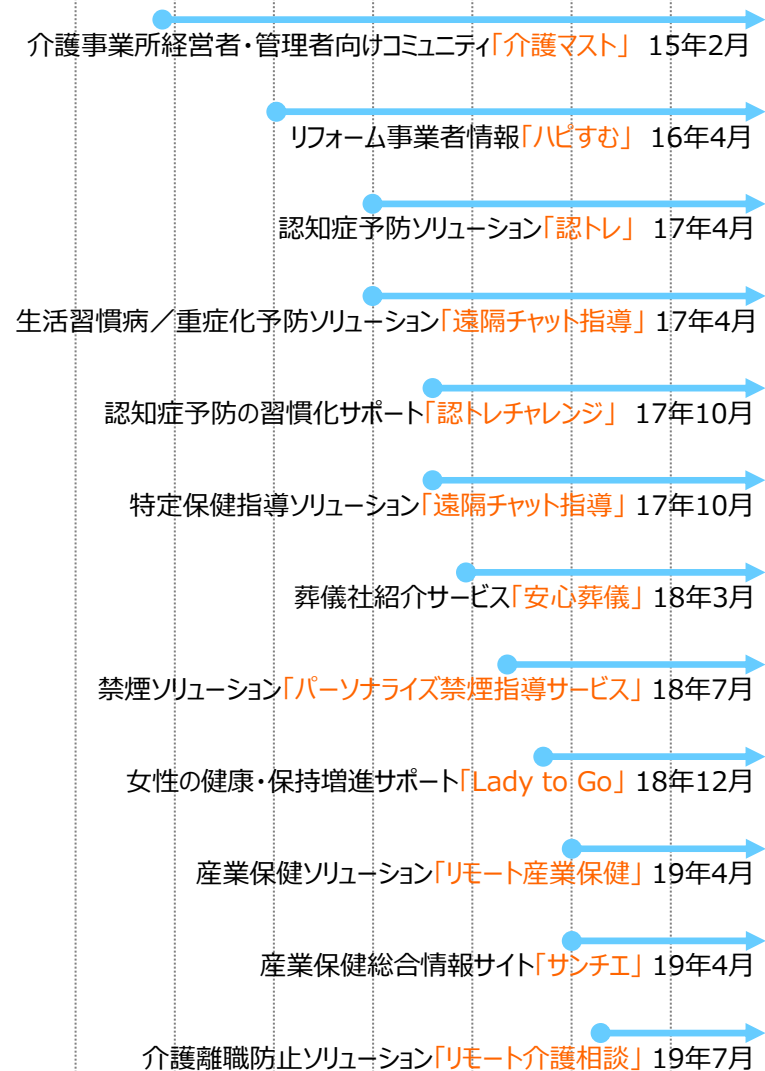 介護事業所経営者・管理者向けコミュニティ「介護マスト」 15年2月
リフォーム事業者情報「ハピすむ」 16年4月
認知症予防ソリューション「認トレ」 17年4月
生活習慣病／重症化予防ソリューション「遠隔チャット指導」 17年4月
認知症予防の習慣化サポート「認トレチャレンジ」 17年10月
特定保健指導ソリューション「遠隔チャット指導」 17年10月
葬儀社紹介サービス「安心葬儀」 18年3月
禁煙ソリューション「パーソナライズ禁煙指導サービス」 18年7月
女性の健康・保持増進サポート「Lady to Go」 18年12月
産業保健ソリューション「リモート産業保健」 19年4月
産業保健総合情報サイト「サンチエ」 19年4月
介護離職防止ソリューション「リモート介護相談」 19年7月